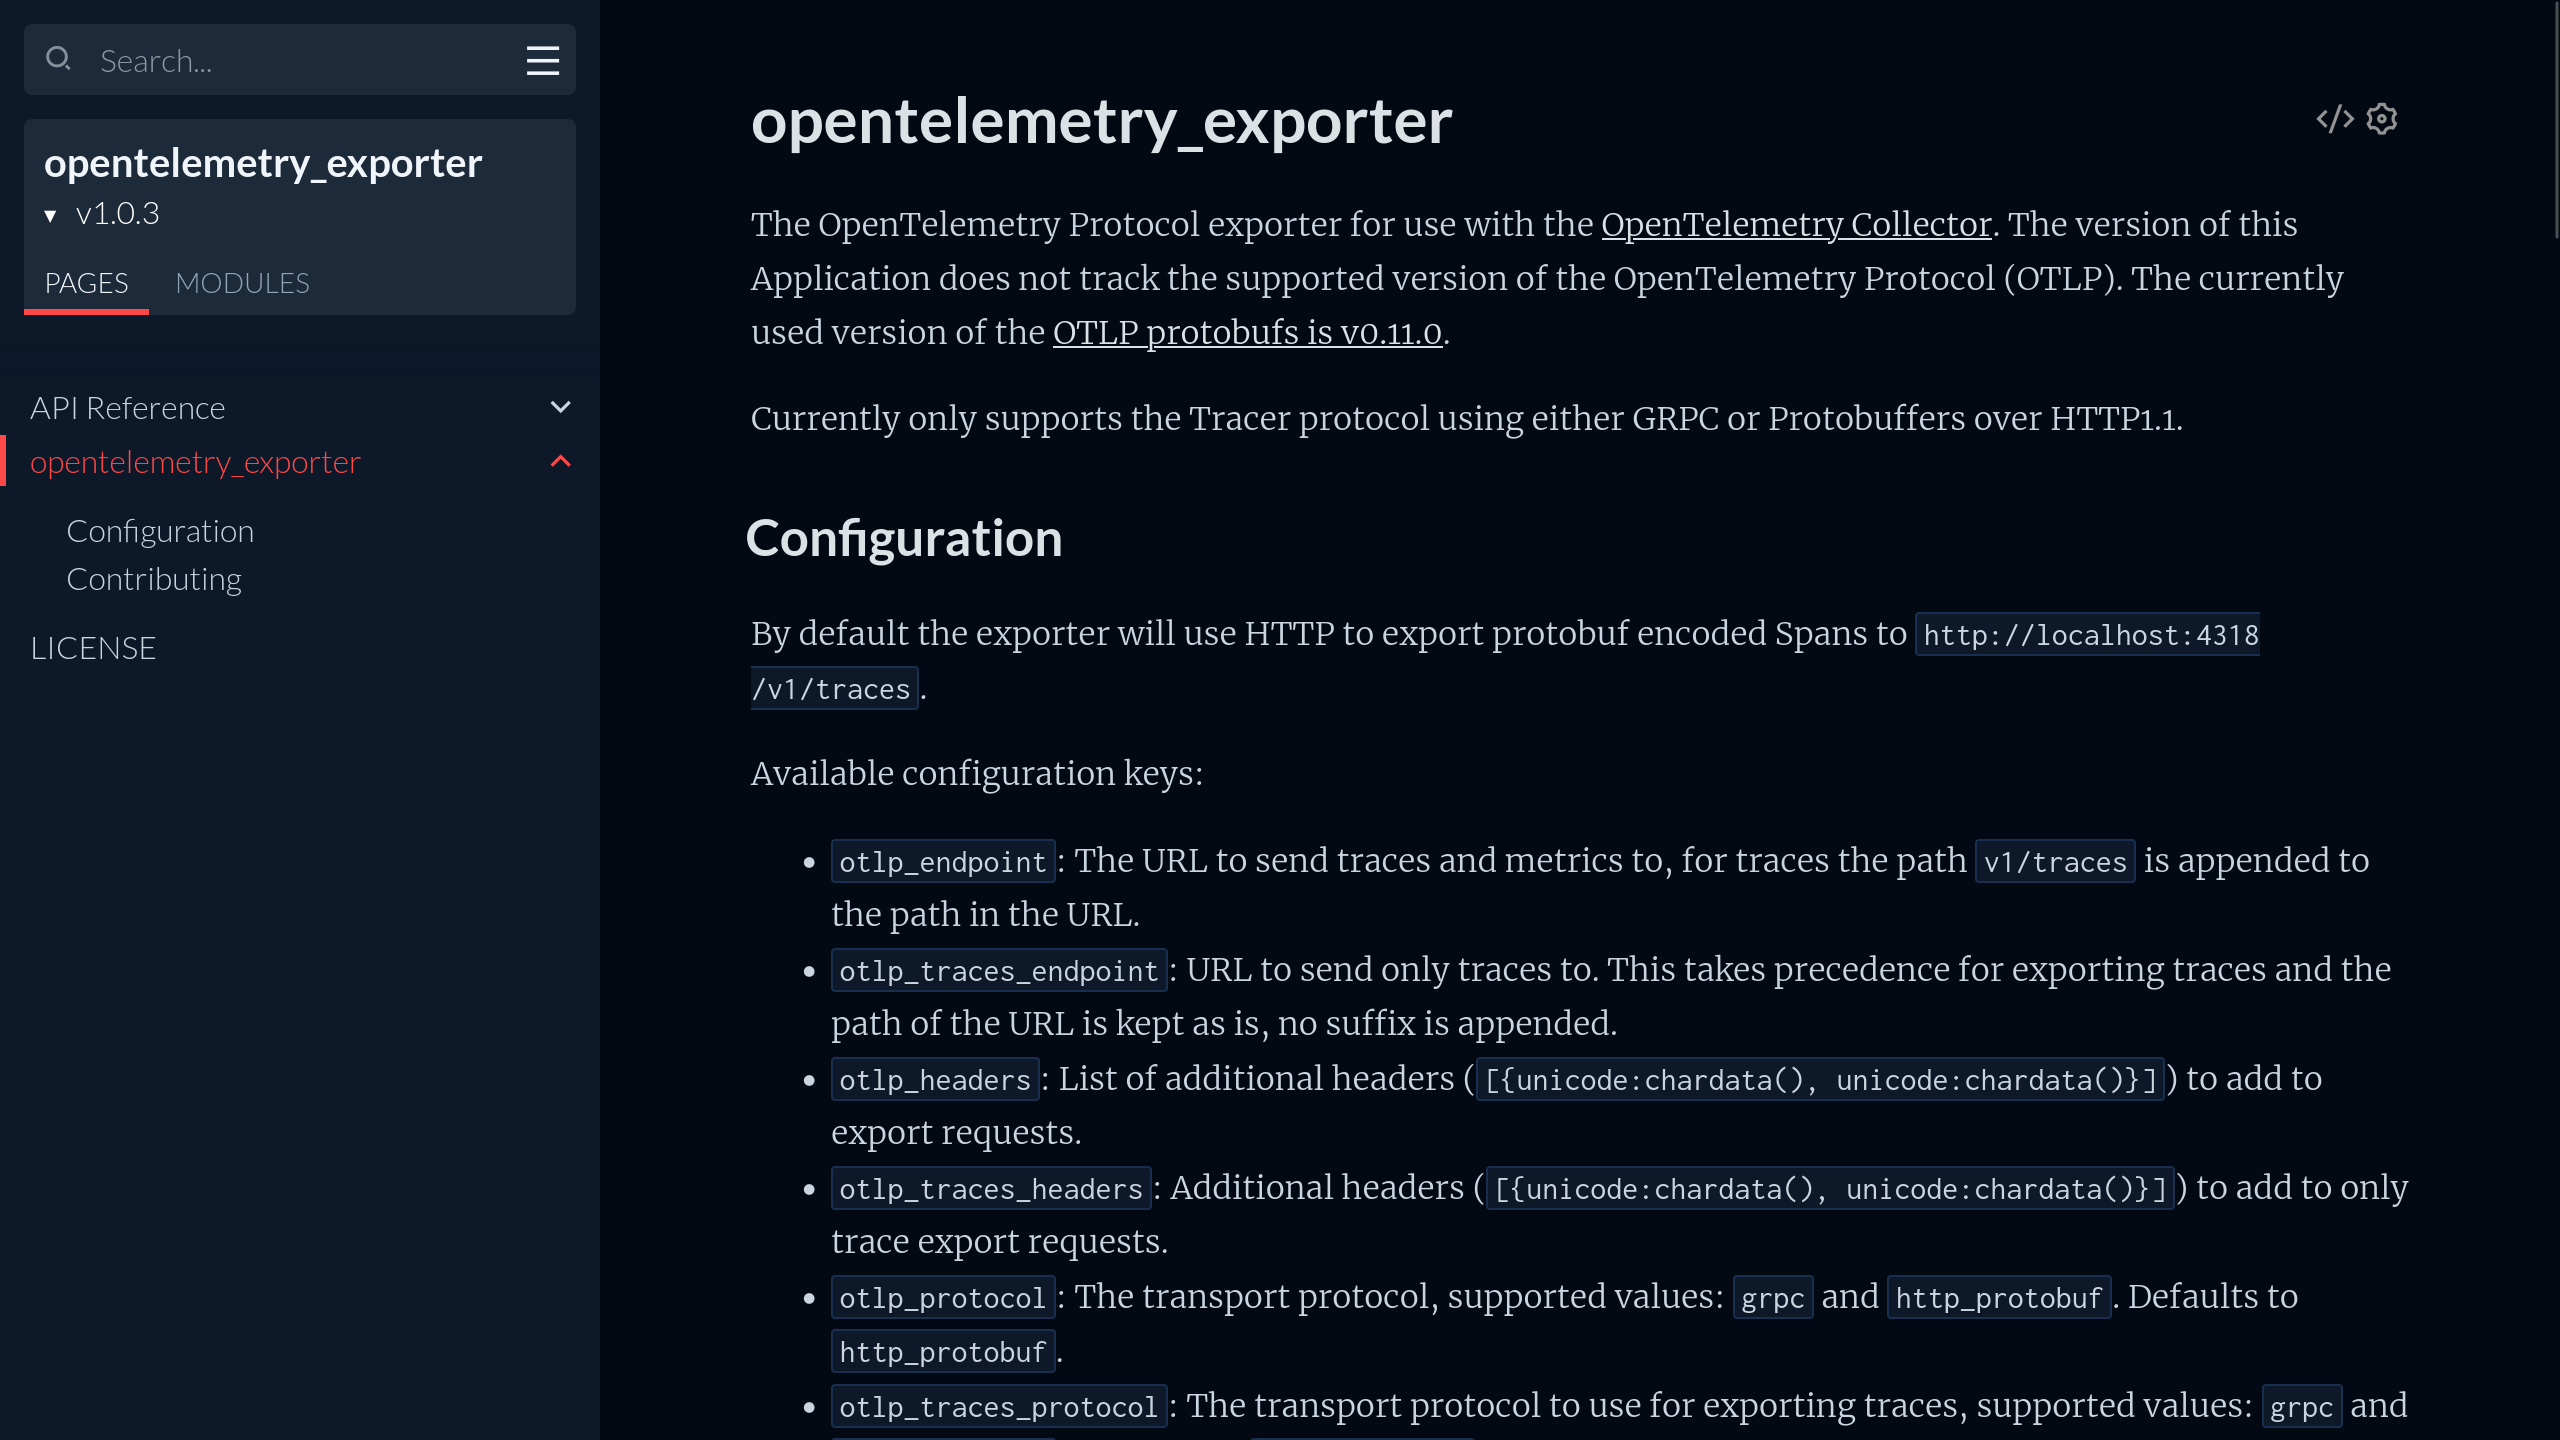 Search...
opentelemetry_exporter
▾ v1.0.3
PAGES MODULES
API Reference
opentelemetry_exporter
Configuration
Contributing
LICENSE
opentelemetry_exporter
The OpenTelemetry Protocol exporter for use with the OpenTelemetry Collector. The version of this
Application does not track the supported version of the OpenTelemetry Protocol (OTLP). The currently
used version of the OTLP protobufs is v0.11.0.
Currently only supports the Tracer protocol using either GRPC or Protobuffers over HTTP1.1.
Configuration
By default the exporter will use HTTP to export protobuf encoded Spans to http://localhost:4318
/v1/traces.
Available configuration keys:
• otlp_endpoint: The URL to send traces and metrics to, for traces the path v1/traces is appended to
the path in the URL.
• otlp_traces_endpoint: URL to send only traces to. This takes precedence for exporting traces and the
path of the URL is kept as is, no suffix is appended.
• otlp_headers: List of additional headers ([{unicode:chardata(), unicode:chardata()}]) to add to
export requests.
• otlp_traces_headers: Additional headers ([{unicode:chardata(), unicode:chardata()}]) to add to only
trace export requests.
• otlp_protocol: The transport protocol, supported values: grpc and http_protobuf. Defaults to
http_protobuf.
• otlp_traces_protocol: The transport protocol to use for exporting traces, supported values: grpc and